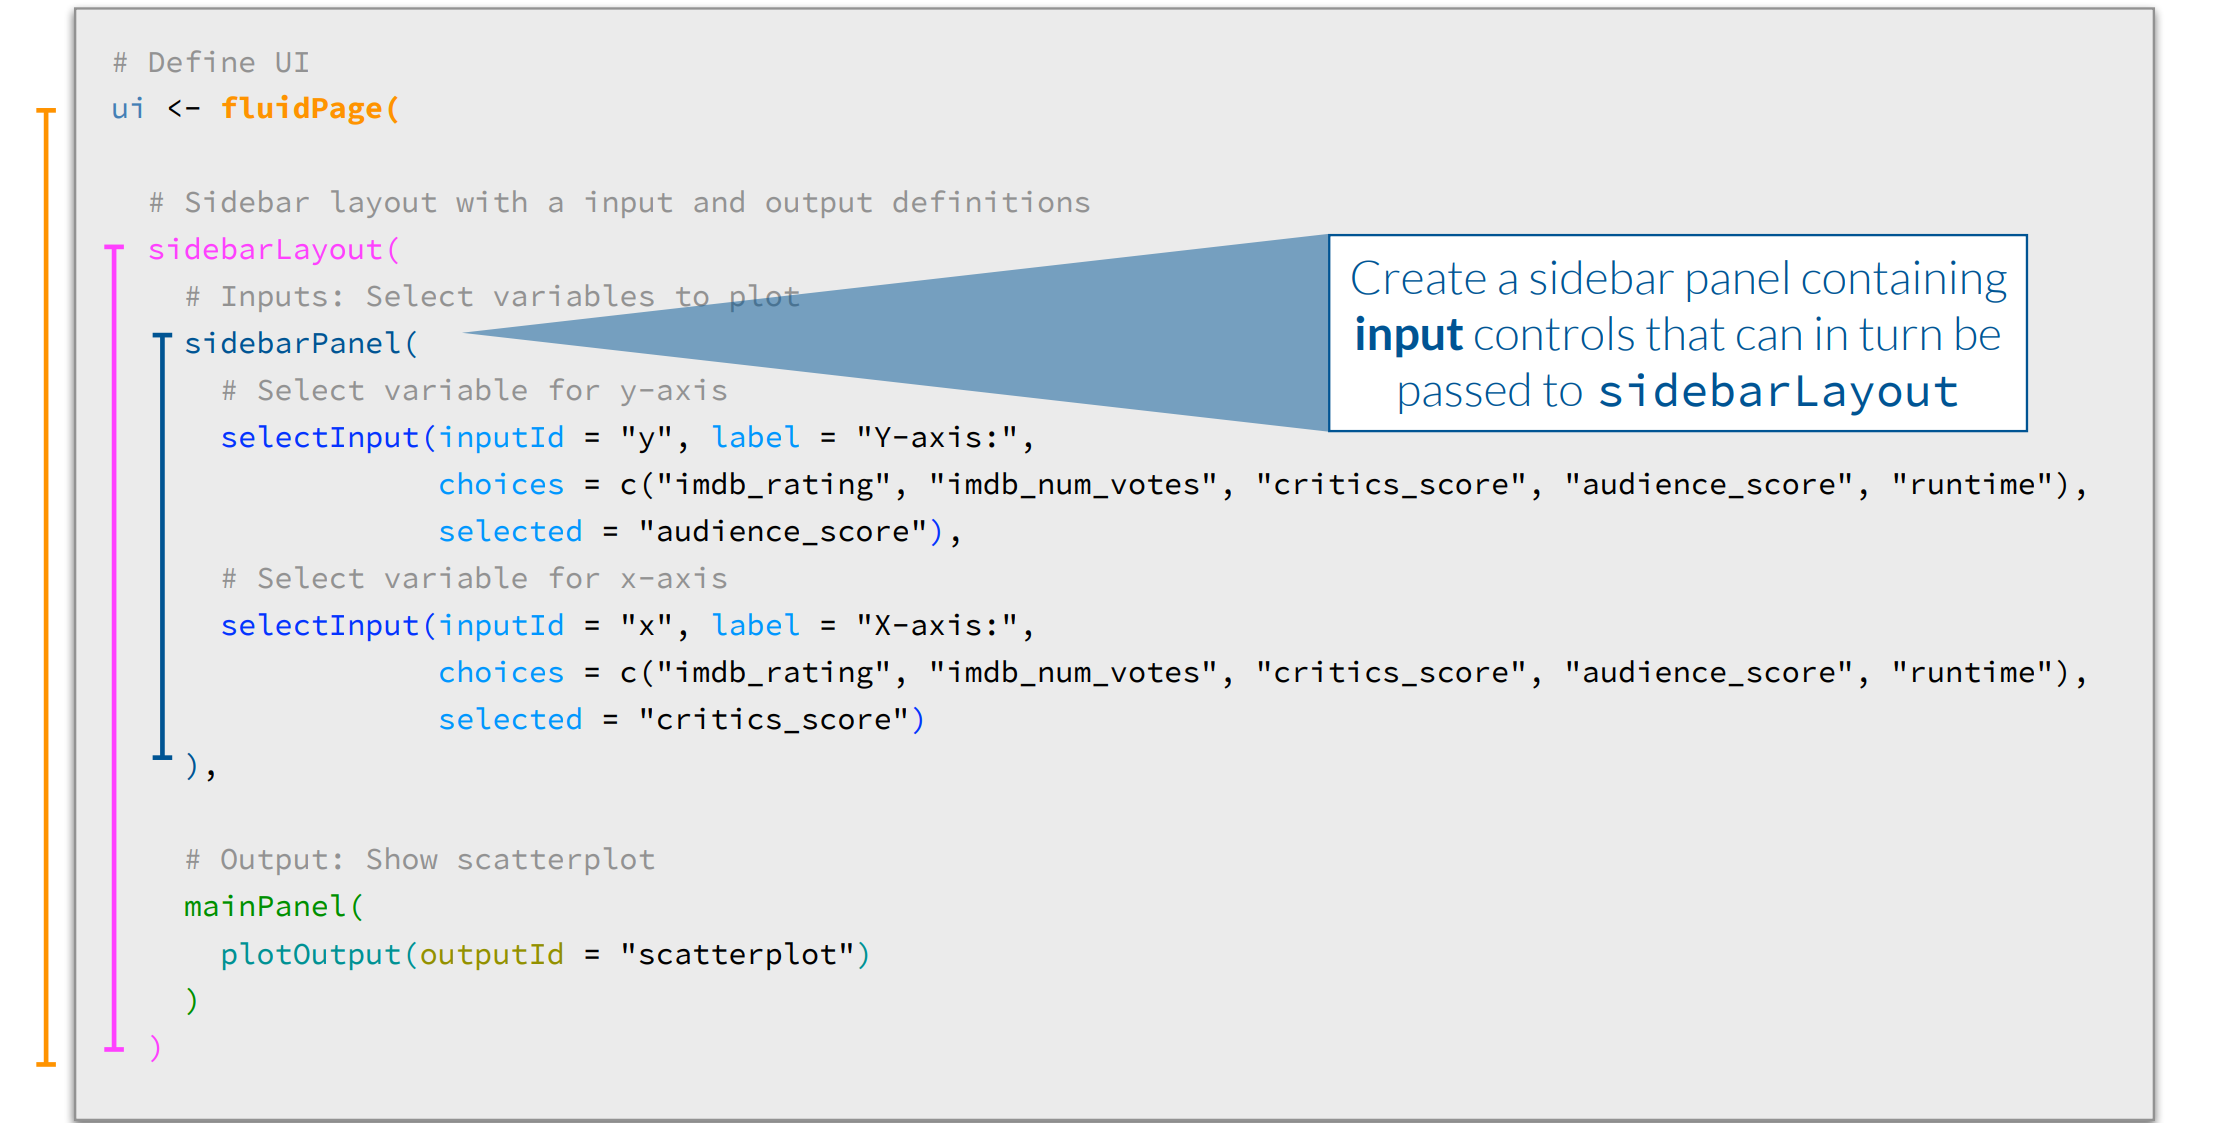 # Define UI
ui <- fluidPage(
# Sidebar layout with a input and output definitions
sidebarLayout(
# Inputs: Select variables to plot
sidebarPanel(
# Select variable for y-axis
selectInput(inputId = "y", label = "Y-axis:",
choices = c("imdb_rating", "imdb_num_votes", "critics_score", "audience_score", "runtime"),
selected = "audience_score"),
# Select variable for x-axis
selectInput(inputId = "x", label = "X-axis:",
choices = c("imdb_rating", "imdb_num_votes", "critics_score", "audience_score", "runtime"),
selected = "critics_score")
),
# Output: Show scatterplot
mainPanel(
plotOutput(outputId = "scatterplot")
)
)
Create a sidebar panel containing
input controls that can in turn be
passed to sidebarLayout